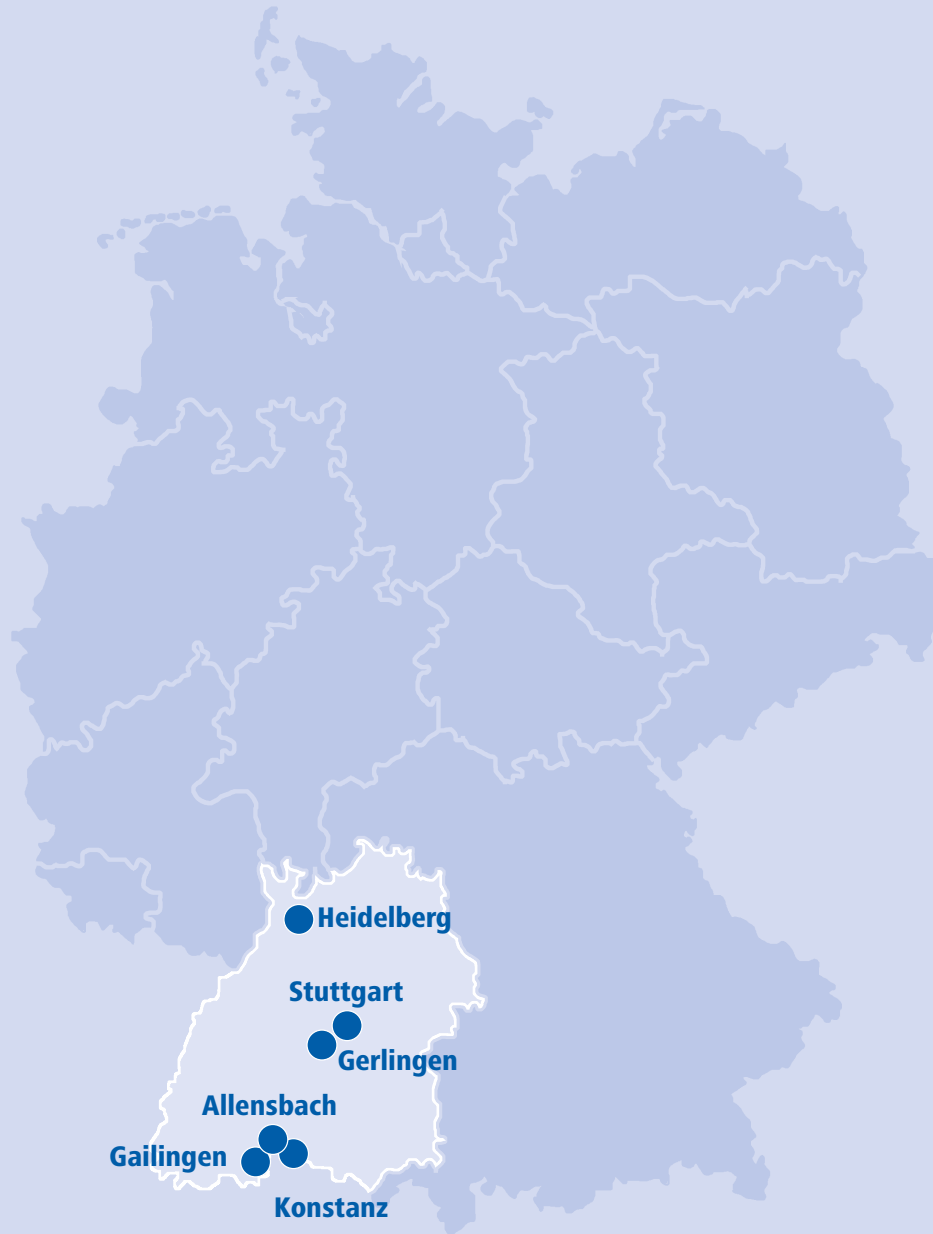 Heidelberg
Stuttgart
Gerlingen
Allensbach
Gailingen
Konstanz